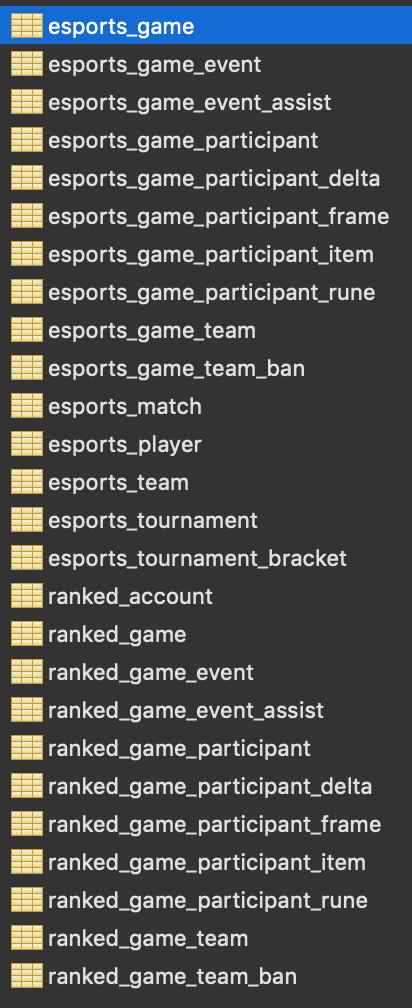 esports_game
esports_game_event
esports_game_event_assist
esports_game_participant
esports_game_participant_delta
esports_game_participant_frame
esports_game_participant_item
esports_game_participant_rune
esports_game_team
esports_game_team_ban
esports_match
esports_player
esports_team
esports_tournament
esports_tournament_bracket
ranked_account
ranked_game
ranked_game_event
ranked_game_event_assist
ranked_game_participant
ranked_game_participant_delta
ranked_game_participant_frame
ranked_game_participant_item
ranked_game_participant_rune
ranked_game_team
ranked_game_team_ban